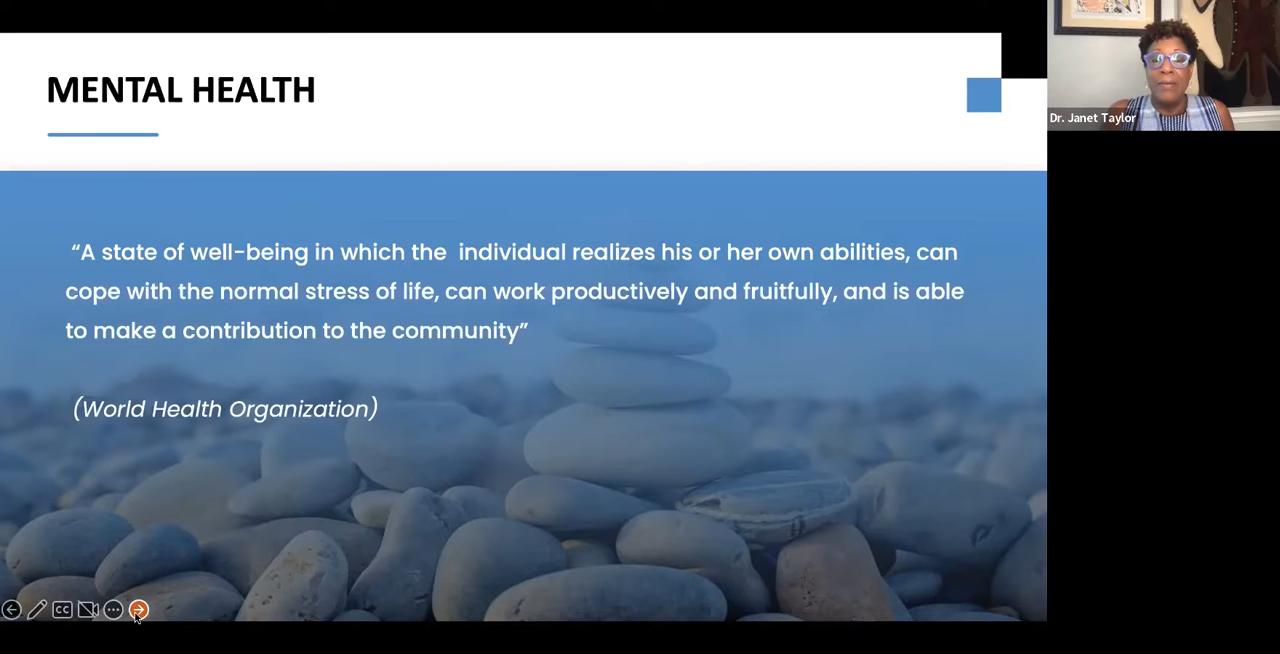 MENTAL HEALTH
Dr. Janet Taylor
“A state of well-being in which the  individual realizes his or her own abilities, can
cope with the normal stress of life, can work productively and fruitfully, and is able
to make a contribution to the community”
(World Health Organization)
CC